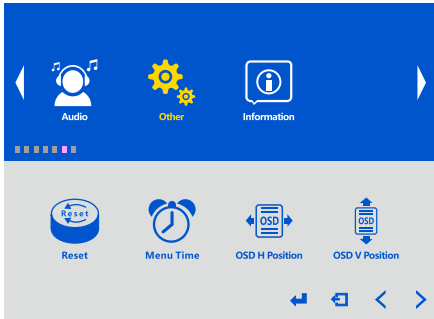 Audio
Other
Information
Reset
OSD
OSD
Reset
Menu Time
OSD H Position
OSD V Position